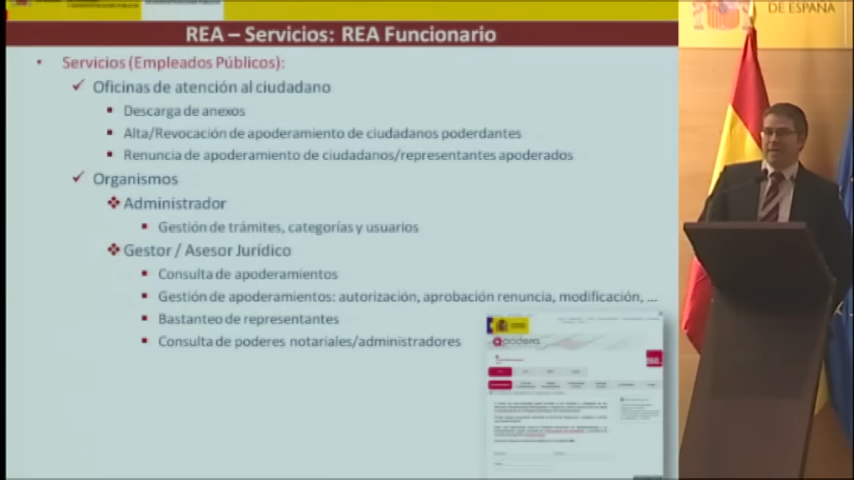 DE ESPAÑA
REA – Servicios: REA Funcionario
Servicios (Empleados Públicos):
Oficinas de atención al ciudadano
Descarga de anexos
Alta/Revocación de apoderamiento de ciudadanos poderdantes
Renuncia de apoderamiento de ciudadanos/representantes apoderados
Organismos
Administrador
Gestión de trámites, categorías y usuarios
Gestor / Asesor Jurídico
Consulta de apoderamientos
Gestión de apoderamientos: autorización, aprobación renuncia, modificación, ...
Bastanteo de representantes
Consulta de poderes notariales/administradores
apodera